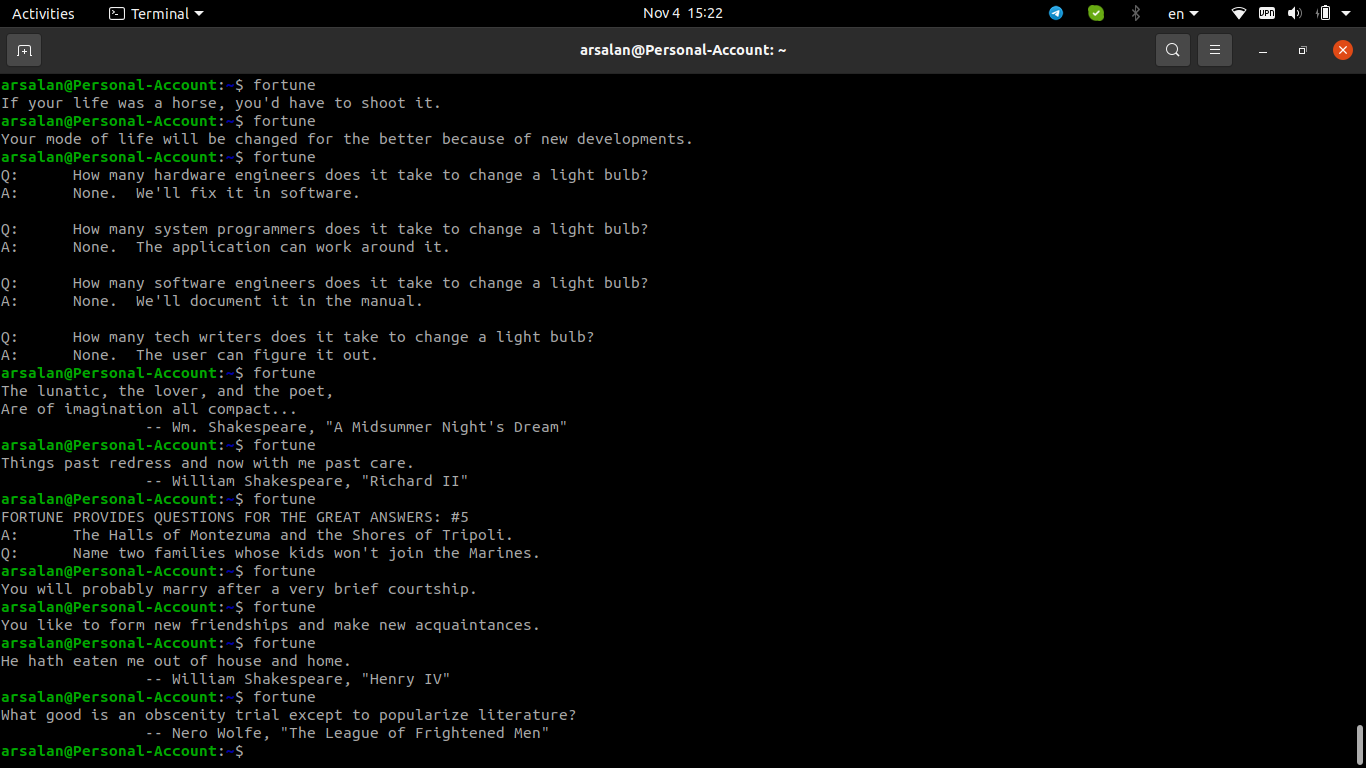 Activities Terminal Nov 4 15:22 en VPN
arsalan@Personal-Account: ~
arsalan@Personal-Account:~$ fortune
If your life was a horse, you'd have to shoot it.
arsalan@Personal-Account:~$ fortune
Your mode of life will be changed for the better because of new developments.
arsalan@Personal-Account:~$ fortune
Q:      How many hardware engineers does it take to change a light bulb?
A:      None.  We'll fix it in software.

Q:      How many system programmers does it take to change a light bulb?
A:      None.  The application can work around it.

Q:      How many software engineers does it take to change a light bulb?
A:      None.  We'll document it in the manual.

Q:      How many tech writers does it take to change a light bulb?
A:      None.  The user can figure it out.
arsalan@Personal-Account:~$ fortune
The lunatic, the lover, and the poet,
Are of imagination all compact...
                -- Wm. Shakespeare, "A Midsummer Night's Dream"
arsalan@Personal-Account:~$ fortune
Things past redress and now with me past care.
                -- William Shakespeare, "Richard II"
arsalan@Personal-Account:~$ fortune
FORTUNE PROVIDES QUESTIONS FOR THE GREAT ANSWERS: #5
A:      The Halls of Montezuma and the Shores of Tripoli.
Q:      Name two families whose kids won't join the Marines.
arsalan@Personal-Account:~$ fortune
You will probably marry after a very brief courtship.
arsalan@Personal-Account:~$ fortune
You like to form new friendships and make new acquaintances.
arsalan@Personal-Account:~$ fortune
He hath eaten me out of house and home.
                -- William Shakespeare, "Henry IV"
arsalan@Personal-Account:~$ fortune
What good is an obscenity trial except to popularize literature?
                -- Nero Wolfe, "The League of Frightened Men"
arsalan@Personal-Account:~$